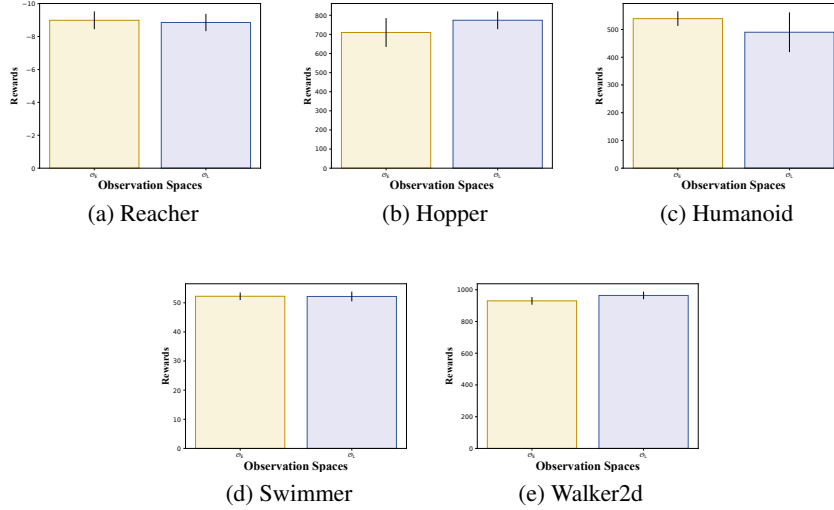 −10
−8
−6
−4
−2
0
Rewards
Observation Spaces
(a) Reacher
800
700
600
500
400
300
200
100
0
Rewards
Observation Spaces
(b) Hopper
500
400
300
200
100
0
Rewards
Observation Spaces
(c) Humanoid
50
40
30
20
10
0
Rewards
Observation Spaces
(d) Swimmer
1000
800
600
400
200
0
Rewards
Observation Spaces
(e) Walker2d